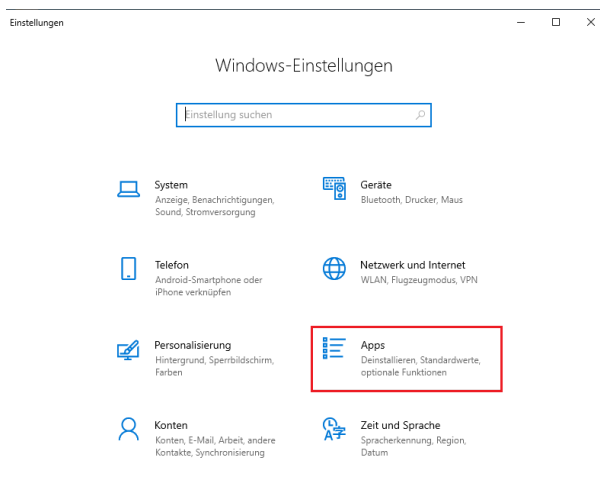 Einstellungen
Windows-Einstellungen
Einstellung suchen
System
Anzeige, Benachrichtigungen,
Sound, Stromversorgung
Geräte
Bluetooth, Drucker, Maus
Telefon
Android-Smartphone oder
iPhone verknüpfen
Netzwerk und Internet
WLAN, Flugzeugmodus, VPN
Personalisierung
Hintergrund, Sperrbildschirm,
Farben
Apps
Deinstallieren, Standardwerte,
optionale Funktionen
Konten
Konten, E-Mail, Arbeit, andere
Kontakte, Synchronisierung
Zeit und Sprache
Spracherkennung, Region,
Datum